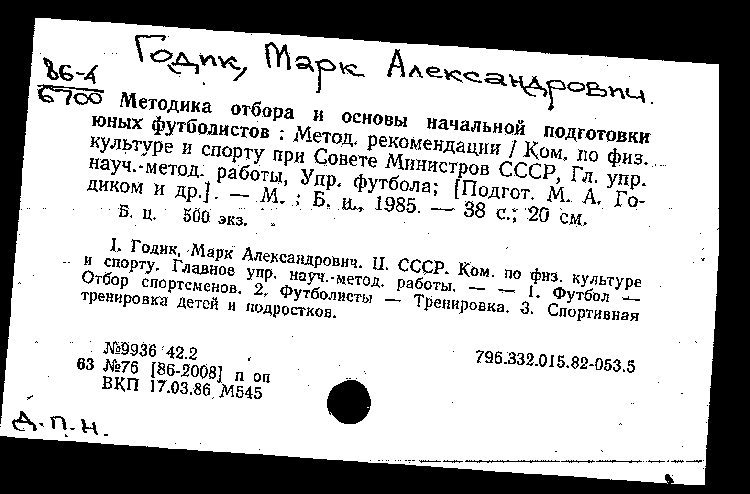 Годик, Марк Александрович.
86-4
6700
Методика отбора и основы начальной подготовки
юных футболистов : Метод. рекомендации / Ком. по физ.
культуре и спорту при Совете Министров СССР, Гл. упр.
науч.-метод. работы, Упр. футбола; [Подгот. М. А. Го-
диком и др.]. — М. : Б. и., 1985. — 38 с.; 20 см.
Б. ц. 500 экз.
I. Годик, Марк Александрович. II. СССР. Ком. по физ. культуре
и спорту. Главное упр. науч.-метод. работы. — — 1. Футбол —
Отбор спортсменов. 2. Футболисты — Тренировка. 3. Спортивная
тренировка детей и подростков.
№9936 42.2
796.332.015.82-053.5
63 №76 [86-2008] п оп
ВКП 17.03.86 М545
Д.П.Н.